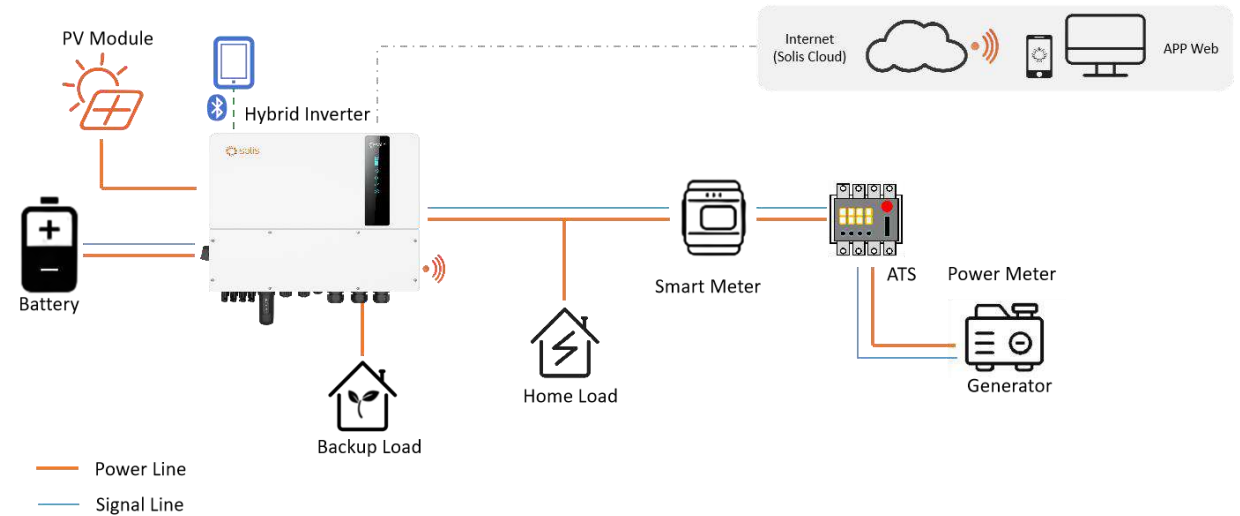 PV Module
Internet
(Solis Cloud)
APP Web
Hybrid Inverter
solis
Battery
Smart Meter
ATS
Power Meter
Generator
Home Load
Backup Load
Power Line
Signal Line